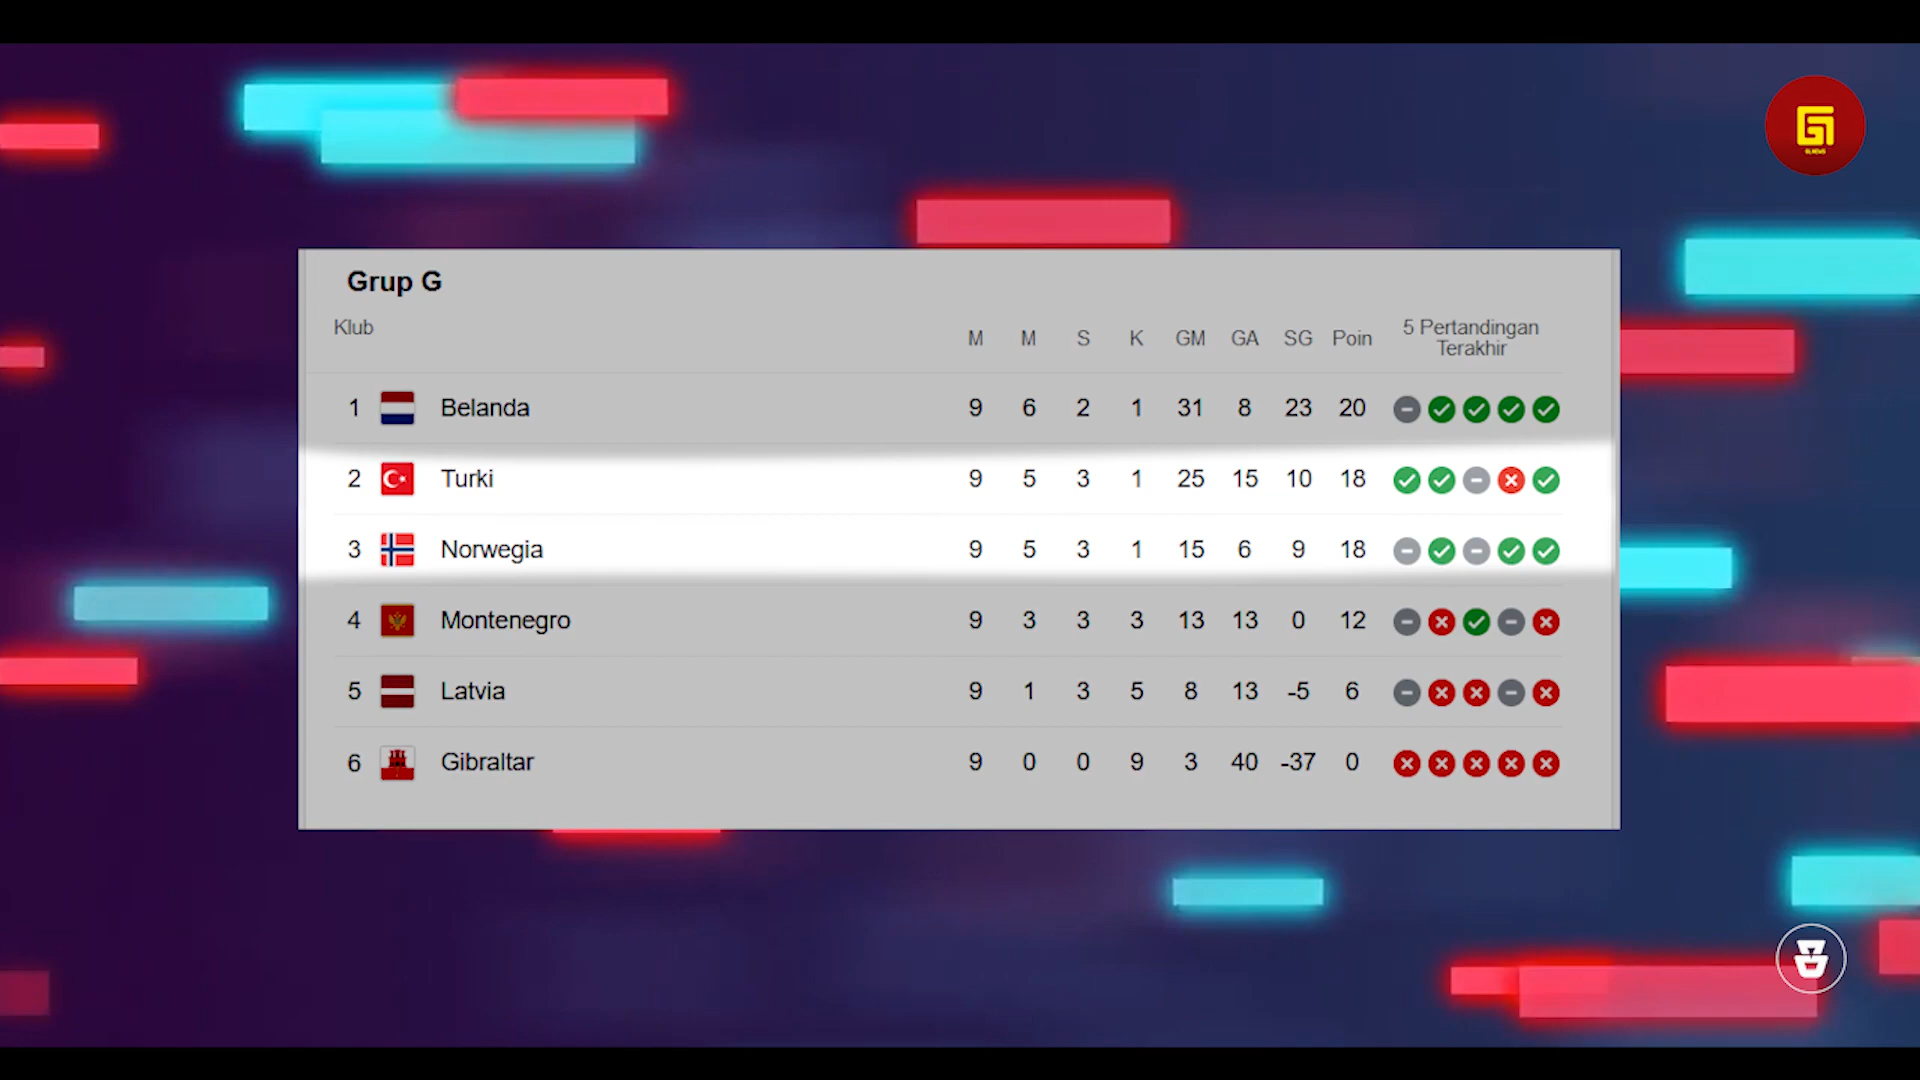 Grup G
Klub M M S K GM GA SG Poin 5 Pertandingan
Terakhir
1 Belanda 9 6 2 1 31 8 23 20
2 Turki 9 5 3 1 25 15 10 18
3 Norwegia 9 5 3 1 15 6 9 18
4 Montenegro 9 3 3 3 13 13 0 12
5 Latvia 9 1 3 5 8 13 -5 6
6 Gibraltar 9 0 0 9 3 40 -37 0